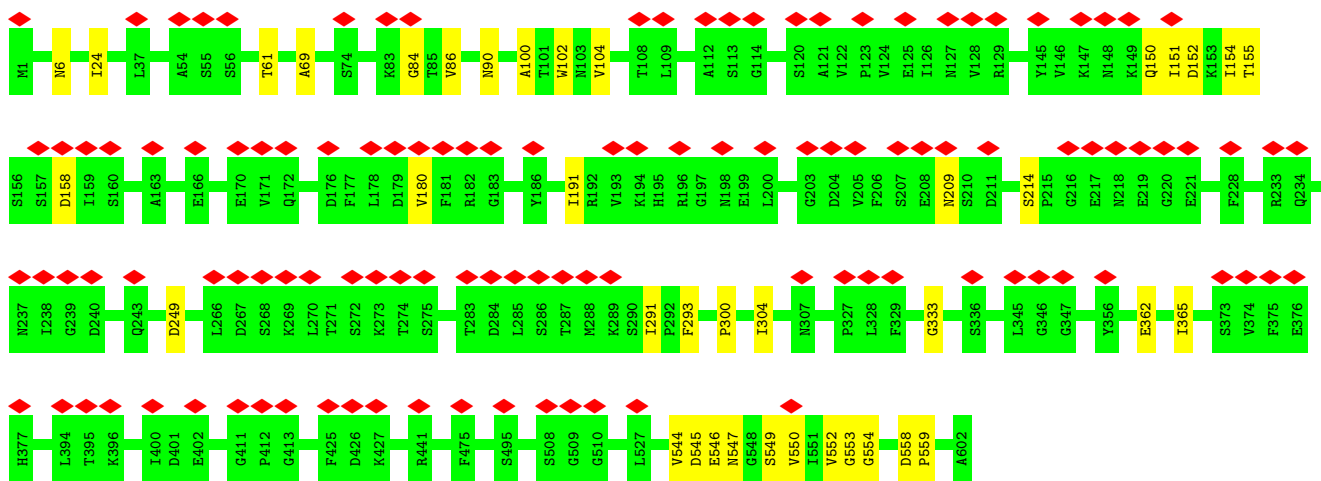 M1 N6 I24 L37 A54 S55 S56 T61 A69 S74 K83 G84 T85 V86 N90 A100 T101 W102 N103 V104 T108 L109 A112 S113 G114 S120 A121 V122 P123 V124 E125 I126 N127 V128 R129 Y145 V146 K147 N148 K149 Q150 I151 D152 K153 I154 T155
S156 S157 D158 I159 S160 A163 E166 E170 V171 Q172 D176 F177 L178 D179 V180 F181 R182 G183 Y186 I191 R192 V193 K194 H195 R196 G197 N198 E199 L200 G203 D204 V205 F206 S207 E208 N209 S210 D211 S214 P215 G216 E217 N218 E219 G220 E221 F228 R233 Q234
N237 I238 G239 D240 Q243 D249 L266 D267 S268 K269 L270 T271 S272 K273 T274 S275 T283 D284 L285 S286 T287 M288 K289 S290 I291 P292 F293 P300 I304 N307 P327 L328 F329 G333 S336 L345 G346 G347 Y356 E362 I365 S373 V374 F375 E376
H377 L394 T395 K396 I400 D401 E402 G411 P412 G413 F425 D426 K427 R441 F475 S495 S508 G509 G510 L527 V544 D545 E546 N547 G548 S549 V550 I551 V552 G553 G554 D558 P559 A602